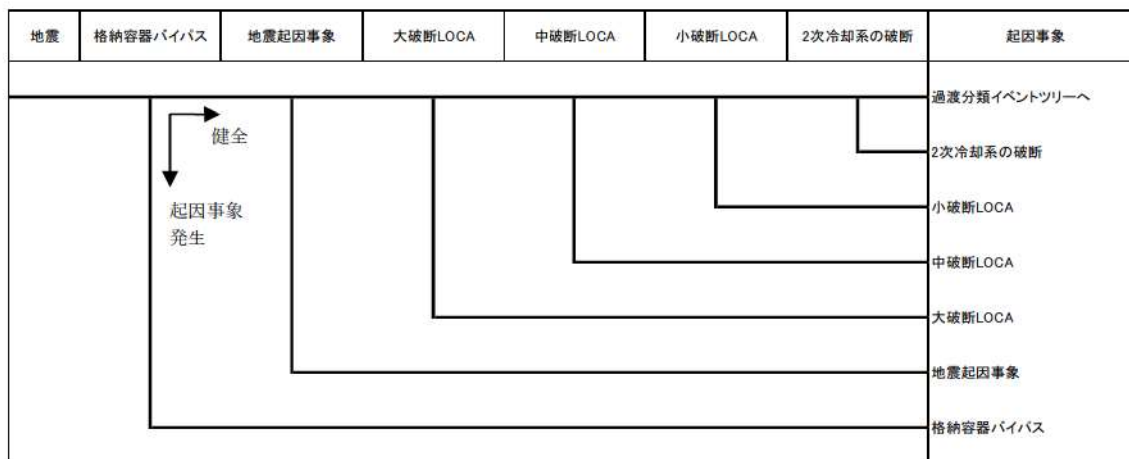 地震
格納容器バイパス
地震起因事象
大破断LOCA
中破断LOCA
小破断LOCA
2次冷却系の破断
起因事象
過渡分類イベントツリーへ
健全
2次冷却系の破断
起因事象
発生
小破断LOCA
中破断LOCA
大破断LOCA
地震起因事象
格納容器バイパス